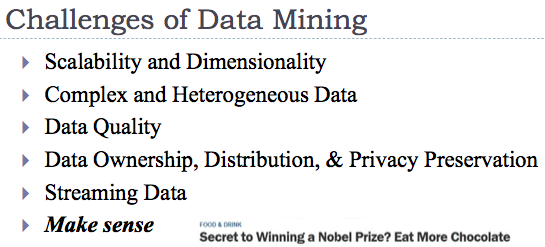 Challenges of Data Mining
Scalability and Dimensionality
Complex and Heterogeneous Data
Data Quality
Data Ownership, Distribution, & Privacy Preservation
Streaming Data
Make sense
FOOD & DRINK
Secret to Winning a Nobel Prize? Eat More Chocolate